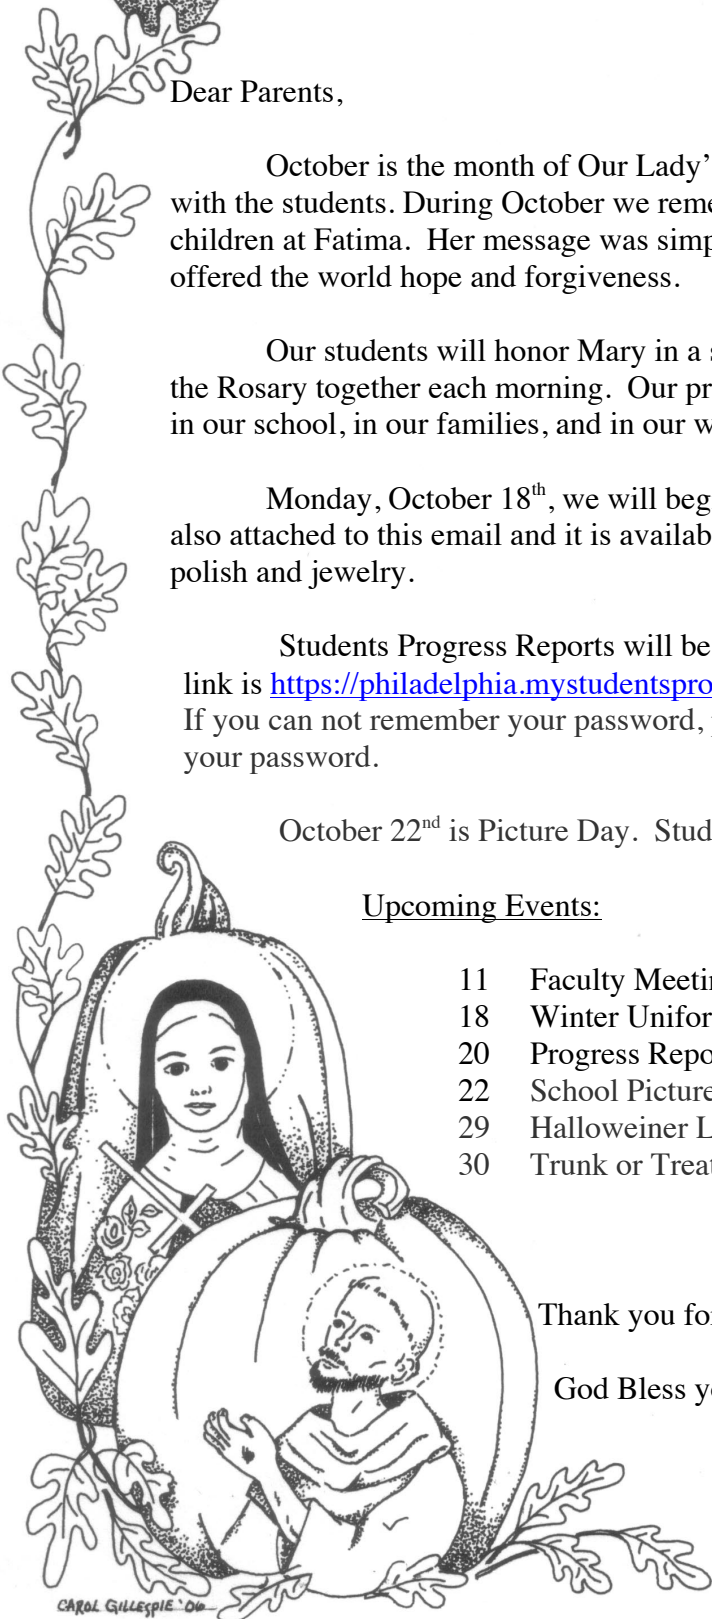 Dear Parents,
October is the month of Our Lady’
with the students. During October we reme
children at Fatima.  Her message was simp
offered the world hope and forgiveness.
Our students will honor Mary in a s
the Rosary together each morning.  Our pr
in our school, in our families, and in our w
Monday, October 18th, we will beg
also attached to this email and it is availab
polish and jewelry.
Students Progress Reports will be
link is https://philadelphia.mystudentspro
If you can not remember your password,
your password.
October 22nd is Picture Day.  Stud
Upcoming Events:
11 Faculty Meetin
18 Winter Unifor
20 Progress Repo
22 School Picture
29 Halloweiner L
30 Trunk or Treat
Thank you for
God Bless yo
CAROL GILLESPIE '06